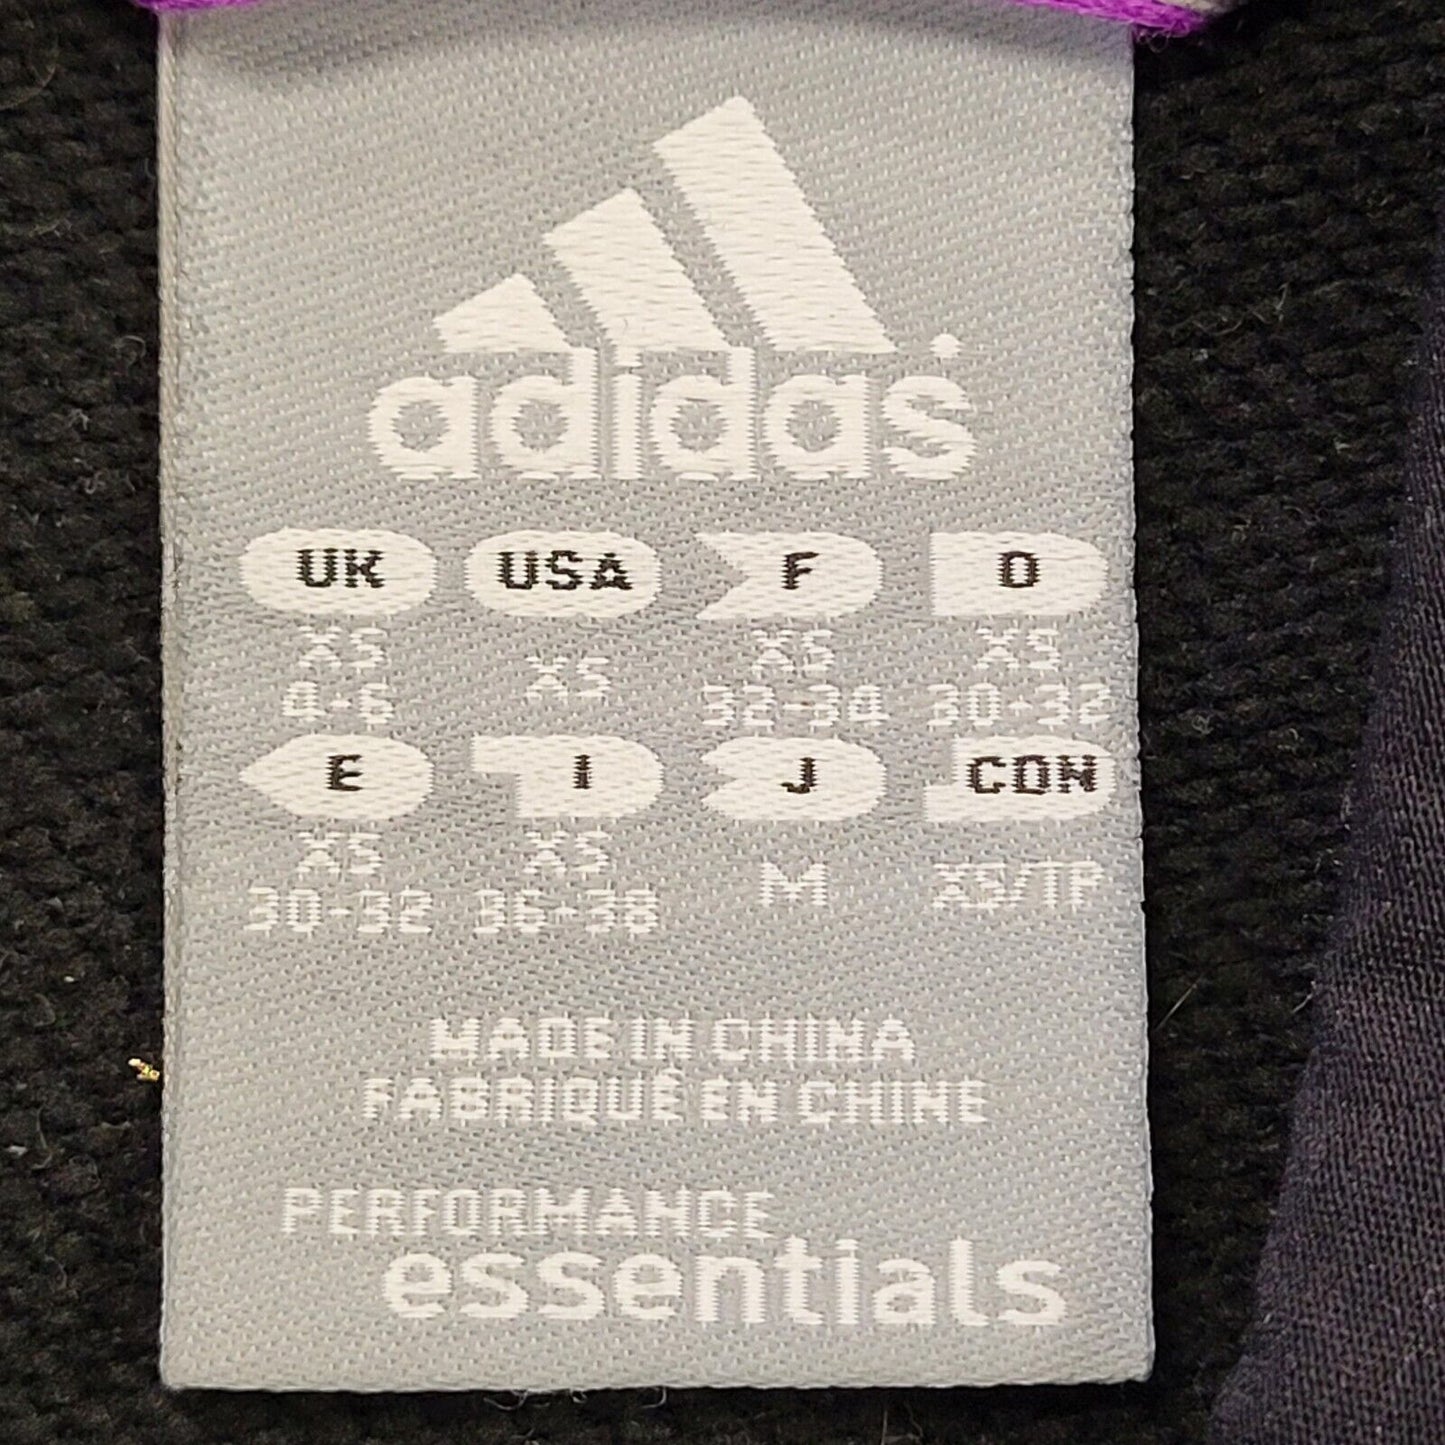 adidas
UK USA F D
XS XS XS XS
4-6 32-34 30-32
E I J CDN
XS XS M XS/TP
30-32 36-38
MADE IN CHINA
FABRIQUÉ EN CHINE
PERFORMANCE
essentials